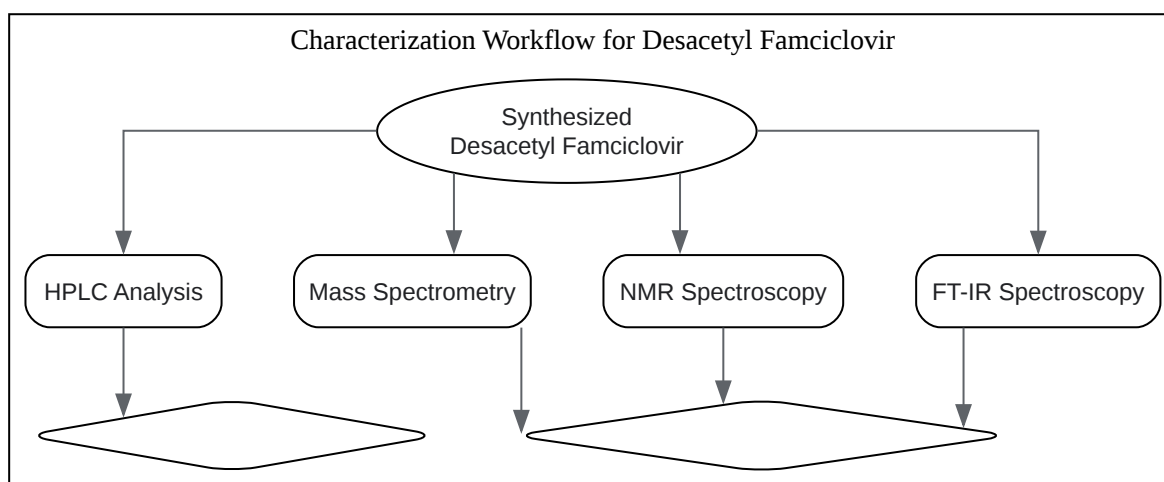 Characterization Workflow for Desacetyl Famciclovir
Synthesized
Desacetyl Famciclovir
HPLC Analysis
Mass Spectrometry
NMR Spectroscopy
FT-IR Spectroscopy